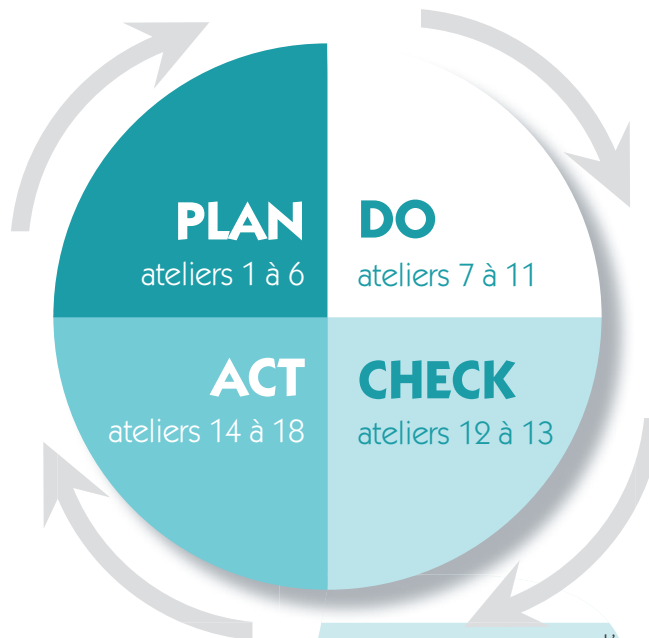 PLAN
ateliers 1 à 6
DO
ateliers 7 à 11
ACT
ateliers 14 à 18
CHECK
ateliers 12 à 13